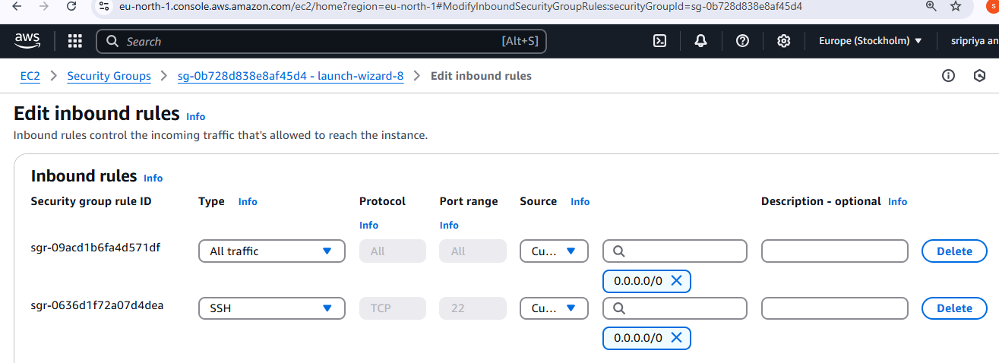 eu-north-1.console.aws.amazon.com/ec2/home?region=eu-north-1#ModifyInboundSecurityGroupRules:securityGroupId=sg-0b728d838e8af45d4
S
aws Search [Alt+S] Europe (Stockholm) sripriya an
EC2 > Security Groups > sg-0b728d838e8af45d4 - launch-wizard-8 > Edit inbound rules
Edit inbound rules Info
Inbound rules control the incoming traffic that's allowed to reach the instance.
Inbound rules Info
Security group rule ID Type Info Protocol Port range Source Info Description - optional Info
Info Info
sgr-09acd1b6fa4d571df All traffic All All Cu... Delete
0.0.0.0/0
sgr-0636d1f72a07d4dea SSH TCP 22 Cu... Delete
0.0.0.0/0